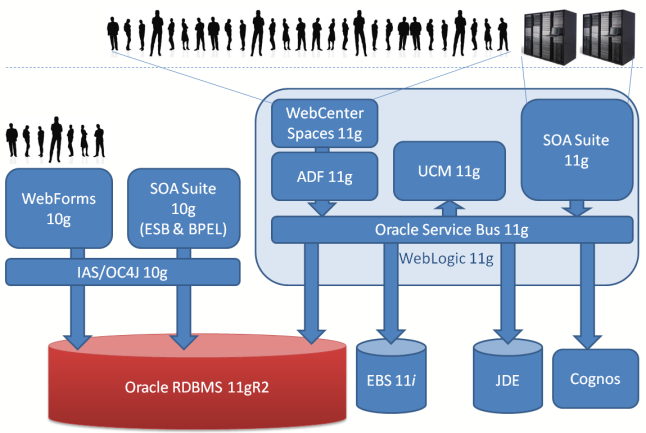 WebCenter
Spaces 11g
ADF 11g
UCM 11g
SOA Suite
11g
WebForms
10g
SOA Suite
10g
(ESB & BPEL)
Oracle Service Bus 11g
WebLogic 11g
IAS/OC4J 10g
Oracle RDBMS 11gR2
EBS 11i
JDE
Cognos